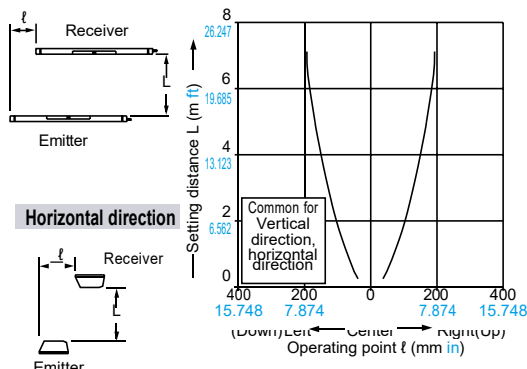 ℓ
Receiver
L
Emitter
Horizontal direction
ℓ
Receiver
L
Emitter
Setting distance L (m ft)
8
26.247
6
19.685
4
13.123
2
6.562
0
Common for
Vertical
direction,
horizontal
direction
400 200 0 200 400
15.748 7.874 7.874 15.748
(Down)Left Center Right(Up)
Operating point ℓ (mm in)